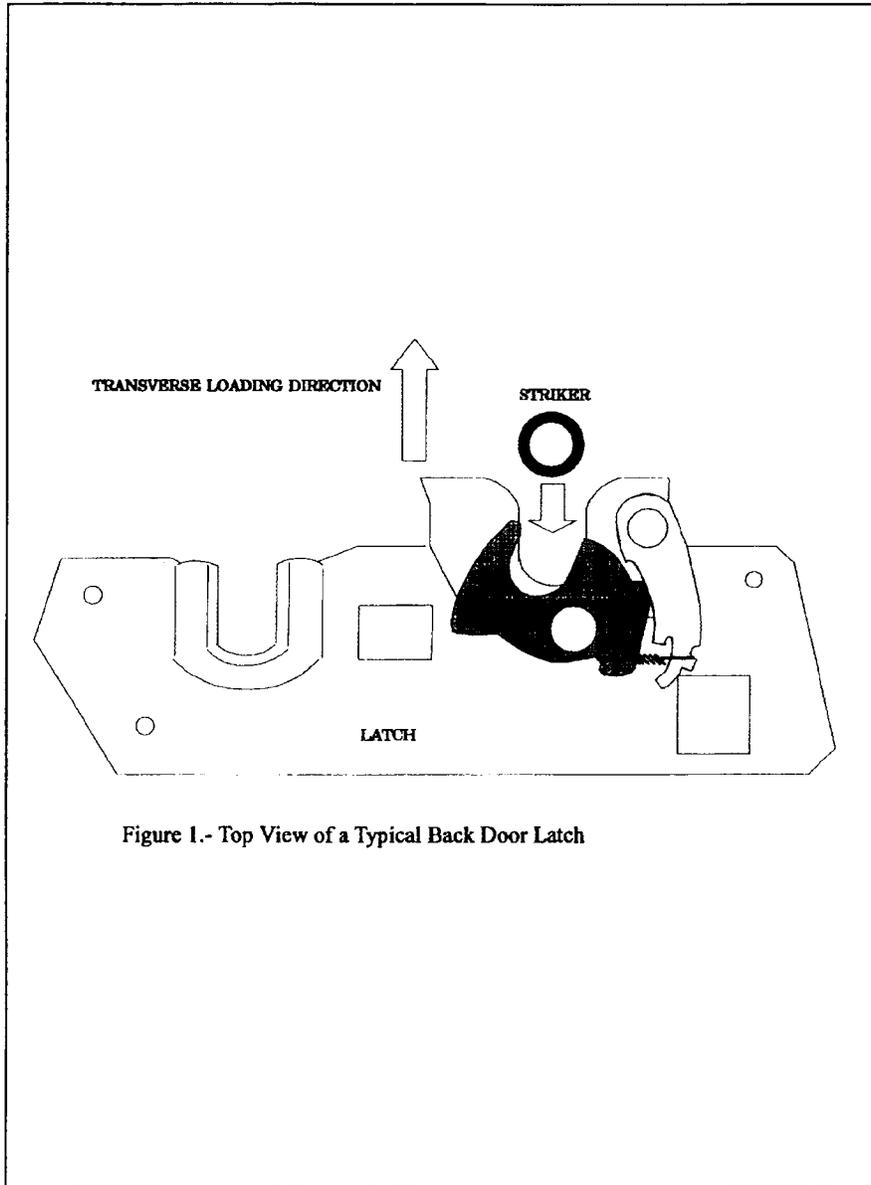 TRANSVERSE LOADING DIRECTION
STRIKER
LATCH
Figure 1.- Top View of a Typical Back Door Latch